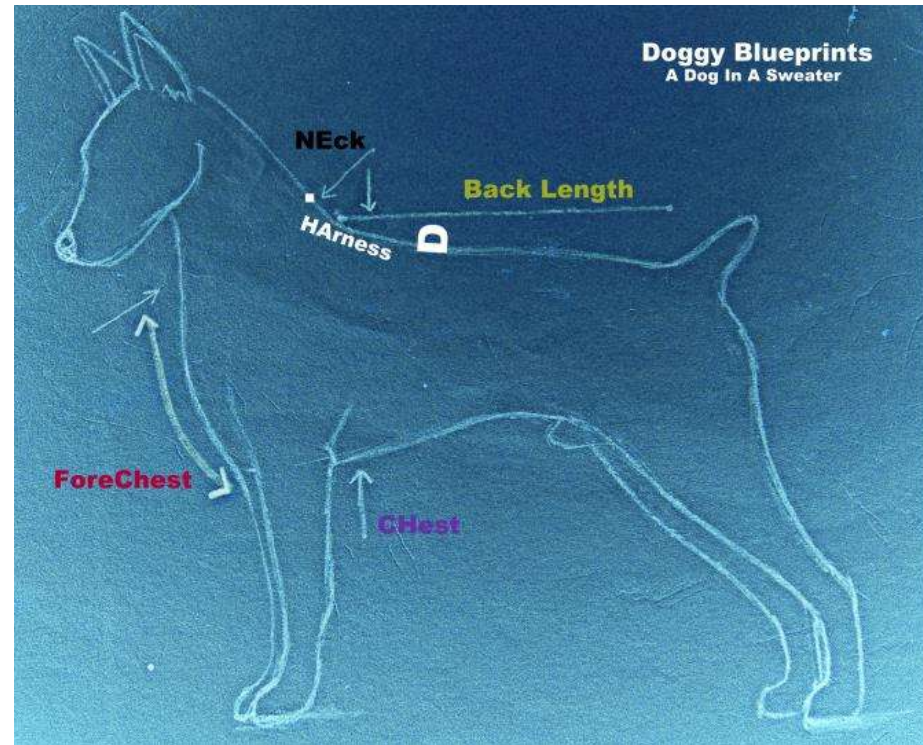 Doggy Blueprints
A Dog In A Sweater
NEck
Back Length
HArness
D
ForeChest
CHest